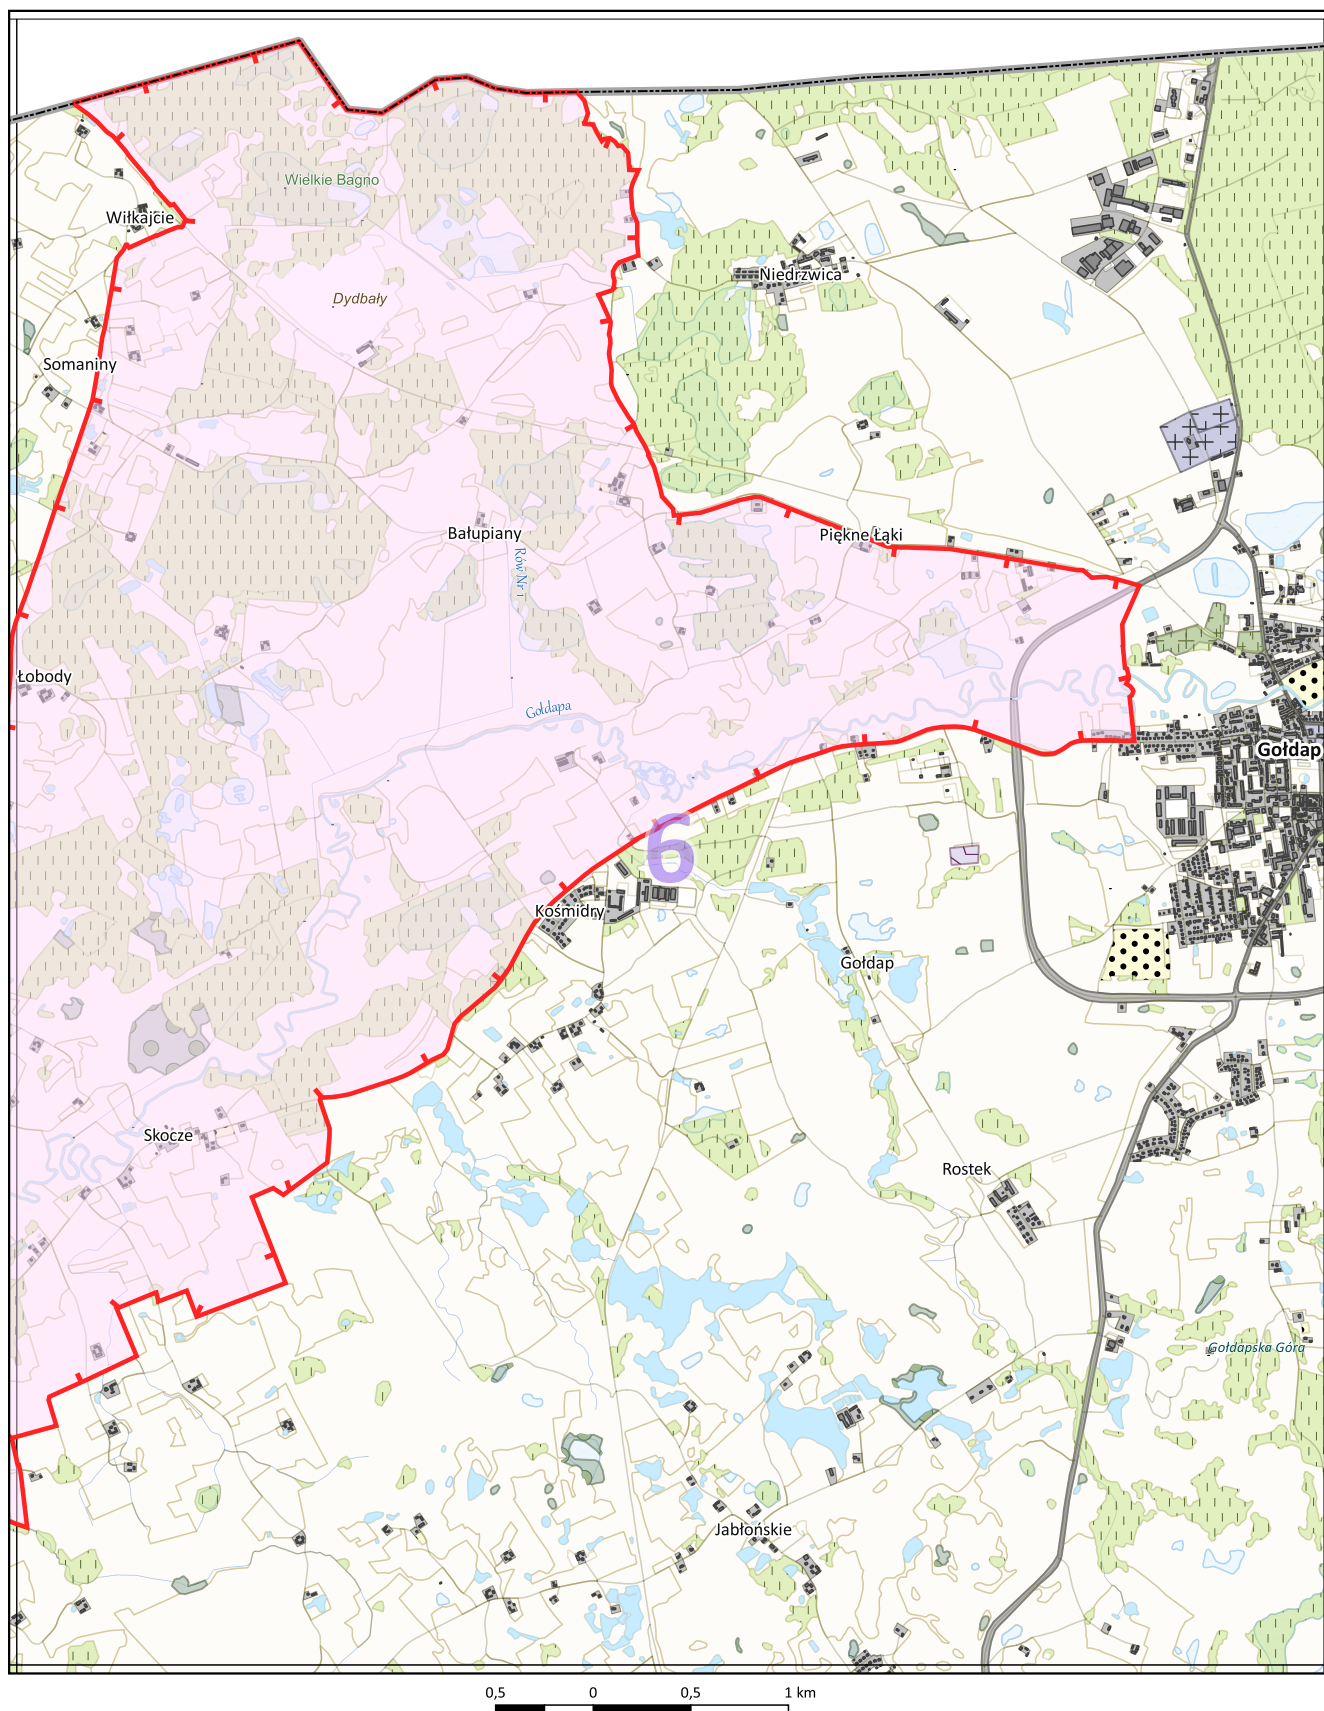 Wielkie Bagno
Wiłkajcie
Niedrzwica
Dydbały
Somaniny
Bałupiany
Piękne Łąki
Rów Nr 1
Łobody
Gołdapa
Gołdap
6
Kośmidry
Gołdap
Skocze
Rostek
Gołdapska Góra
Jabłońskie
0,5 0 0,5 1 km